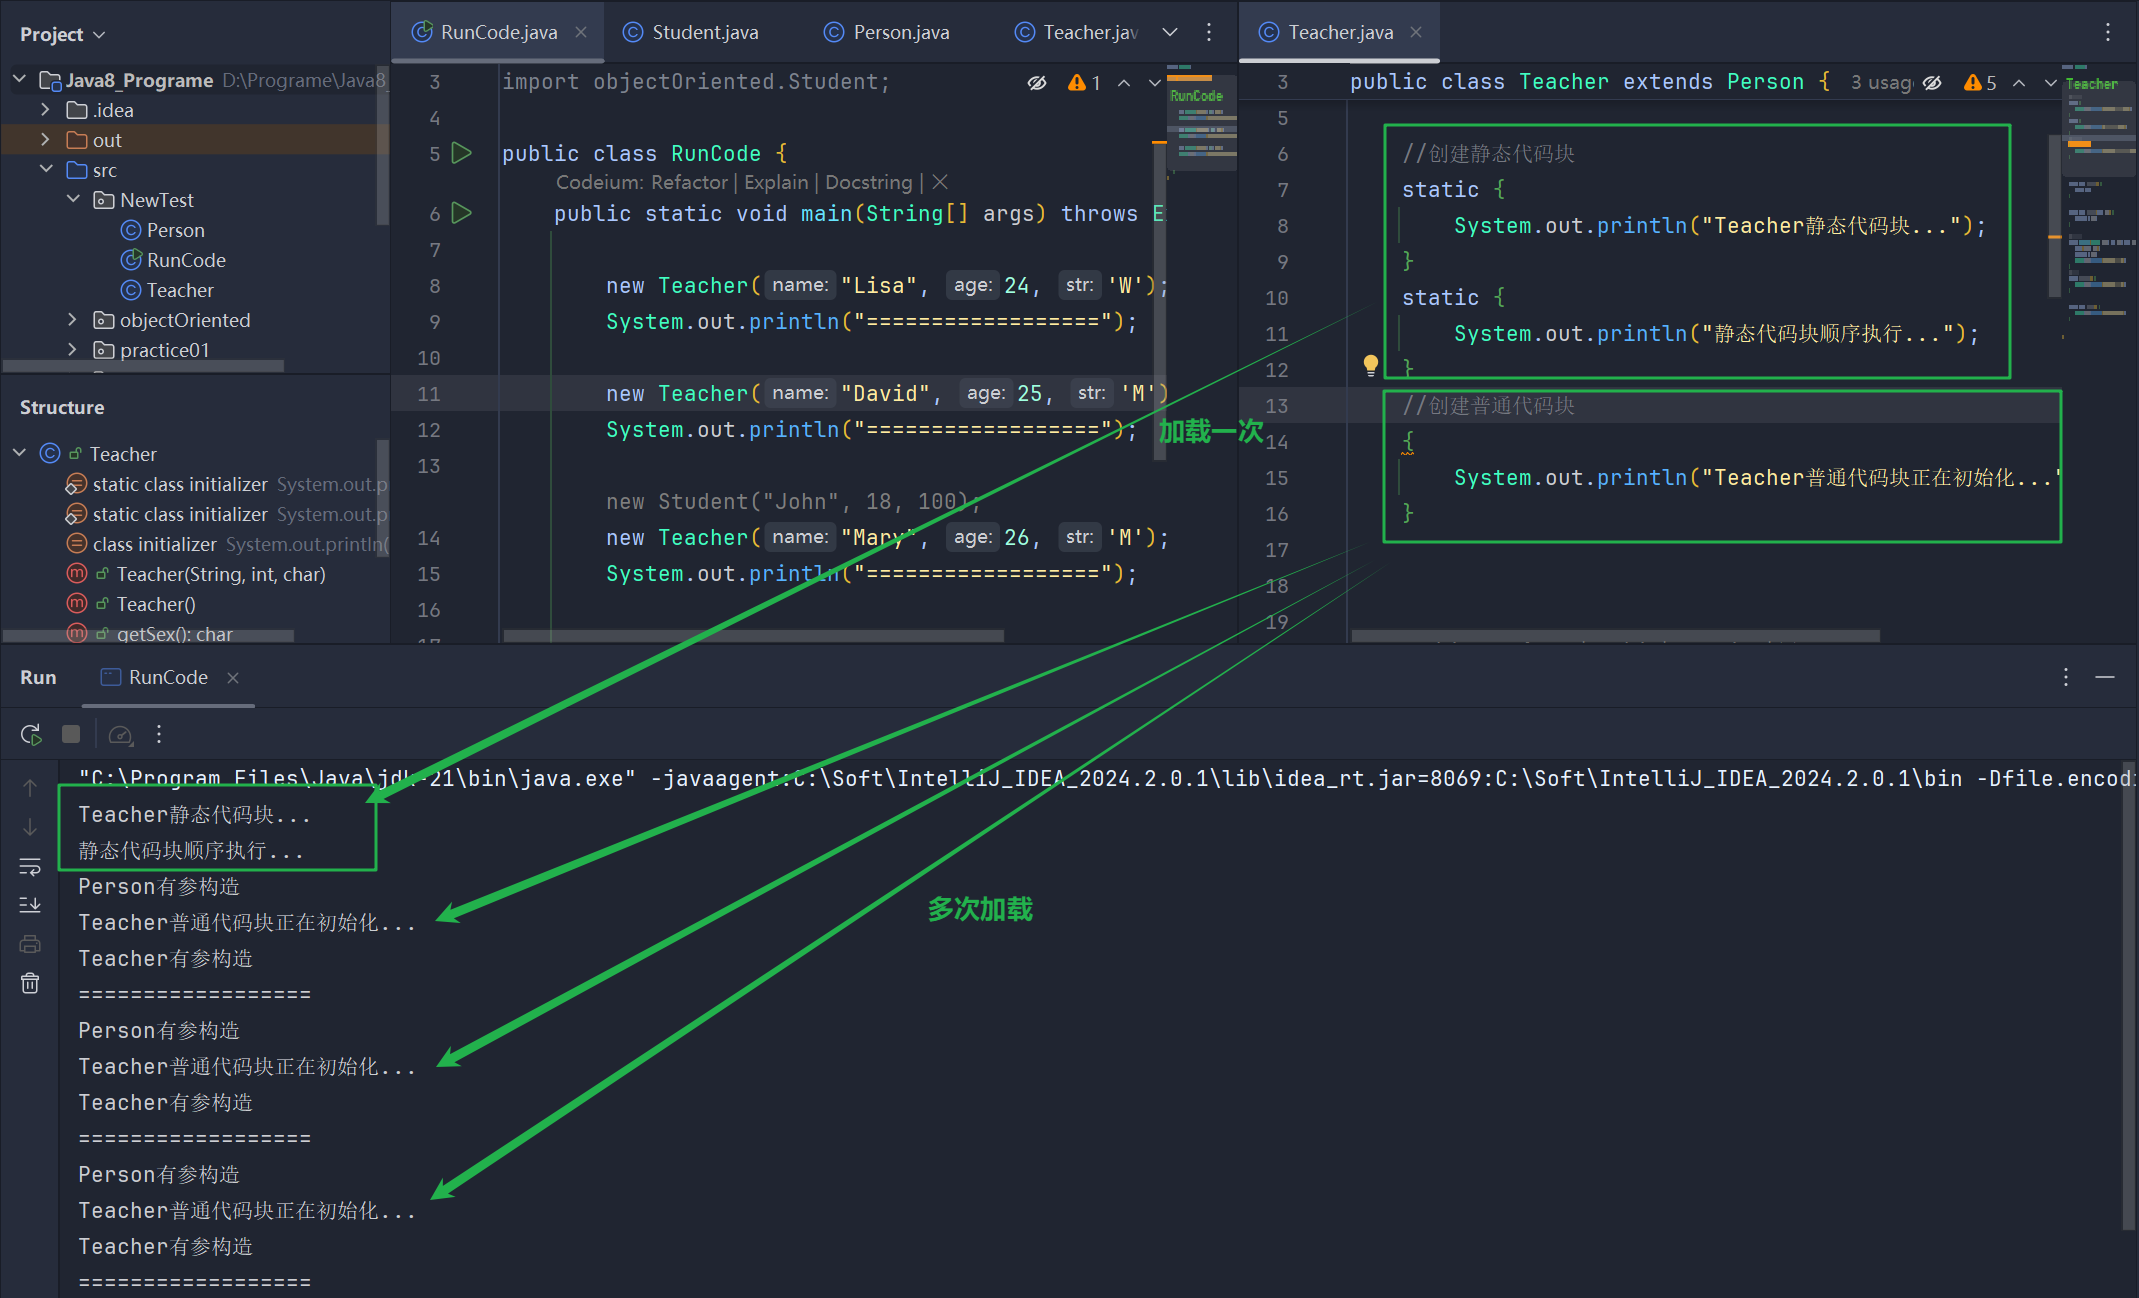 Project
Java8_Programe D:\Programe\Java8_
.idea
out
src
NewTest
Person
RunCode
Teacher
objectOriented
practice01
Structure
Teacher
static class initializer System.out.p
static class initializer System.out.p
class initializer System.out.println(
Teacher(String, int, char)
Teacher()
getSex(): char
RunCode.java Student.java Person.java Teacher.jav
3 import objectOriented.Student; 1
RunCode
4
5 public class RunCode {
Codeium: Refactor | Explain | Docstring |
6 public static void main(String[] args) throws E
7
8 new Teacher( name: "Lisa", age: 24, str: 'W');
9 System.out.println("==================");
10
11 new Teacher( name: "David", age: 25, str: 'M')
12 System.out.println("==================");
13
new Student("John", 18, 100);
14 new Teacher( name: "Mary", age: 26, str: 'M');
15 System.out.println("==================");
16
17
Teacher.java
3 public class Teacher extends Person { 3 usag 5
Teacher
5
6 //创建静态代码块
7 static {
8 System.out.println("Teacher静态代码块...");
9 }
10 static {
11 System.out.println("静态代码块顺序执行...");
12 }
13 //创建普通代码块
14 {
15 System.out.println("Teacher普通代码块正在初始化..."
16 }
17
18
19
加载一次
Run RunCode
"C:\Program Files\Java\jdk-21\bin\java.exe" -javaagent:C:\Soft\IntelliJ_IDEA_2024.2.0.1\lib\idea_rt.jar=8069:C:\Soft\IntelliJ_IDEA_2024.2.0.1\bin -Dfile.encodi
Teacher静态代码块...
静态代码块顺序执行...
Person有参构造
Teacher普通代码块正在初始化...
多次加载
Teacher有参构造
==================
Person有参构造
Teacher普通代码块正在初始化...
Teacher有参构造
==================
Person有参构造
Teacher普通代码块正在初始化...
Teacher有参构造
==================